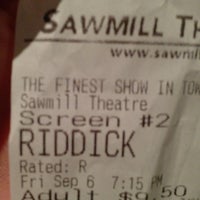 SAWMILL TH
www.sawmil
THE FINEST SHOW IN TOW
Sawmill Theatre
Screen #2
RIDDICK
Rated: R
Fri Sep 6 7:15 PM
Adult $9.50